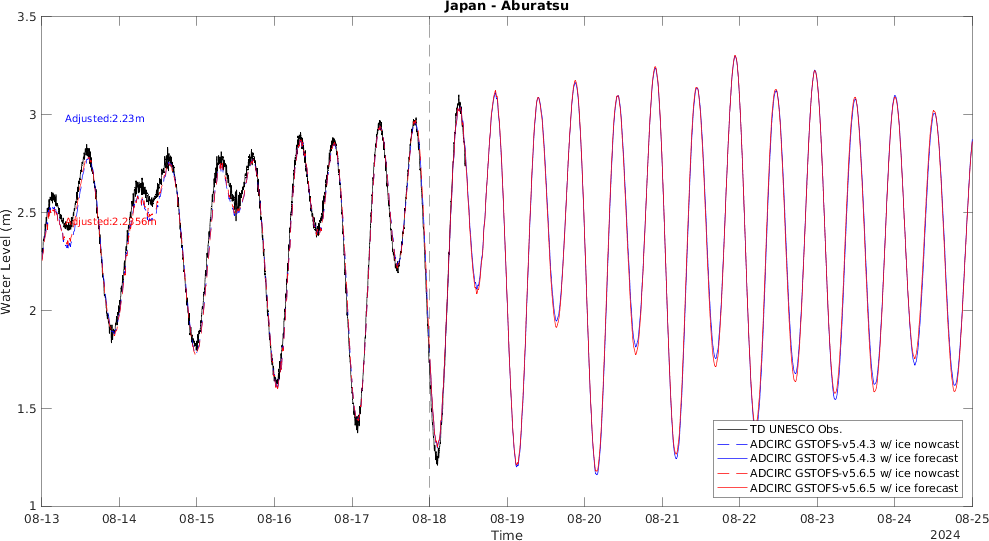 Japan - Aburatsu
3.5
3
2.5
2
1.5
1
Water Level (m)
Adjusted:2.23m
Adjusted:2.2356m
TD UNESCO Obs.
ADCIRC GSTOFS-v5.4.3 w/ ice nowcast
ADCIRC GSTOFS-v5.4.3 w/ ice forecast
ADCIRC GSTOFS-v5.6.5 w/ ice nowcast
ADCIRC GSTOFS-v5.6.5 w/ ice forecast
08-13 08-14 08-15 08-16 08-17 08-18 08-19 08-20 08-21 08-22 08-23 08-24 08-25
Time
2024